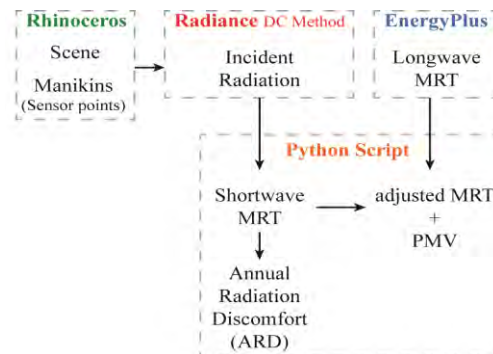 Rhinoceros
Scene
Manikins
(Sensor points)
Radiance DC Method
Incident
Radiation
EnergyPlus
Longwave
MRT
Python Script
Shortwave
MRT
adjusted MRT
+
PMV
Annual
Radiation
Discomfort
(ARD)